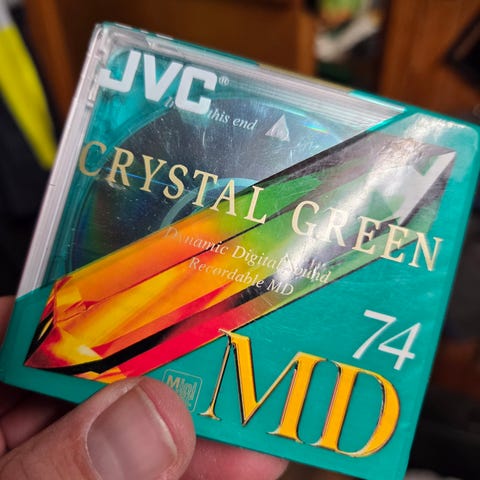 JVC®
this end
CRYSTAL GREEN
Dynamic Digital Sound
Recordable MD
74
MD